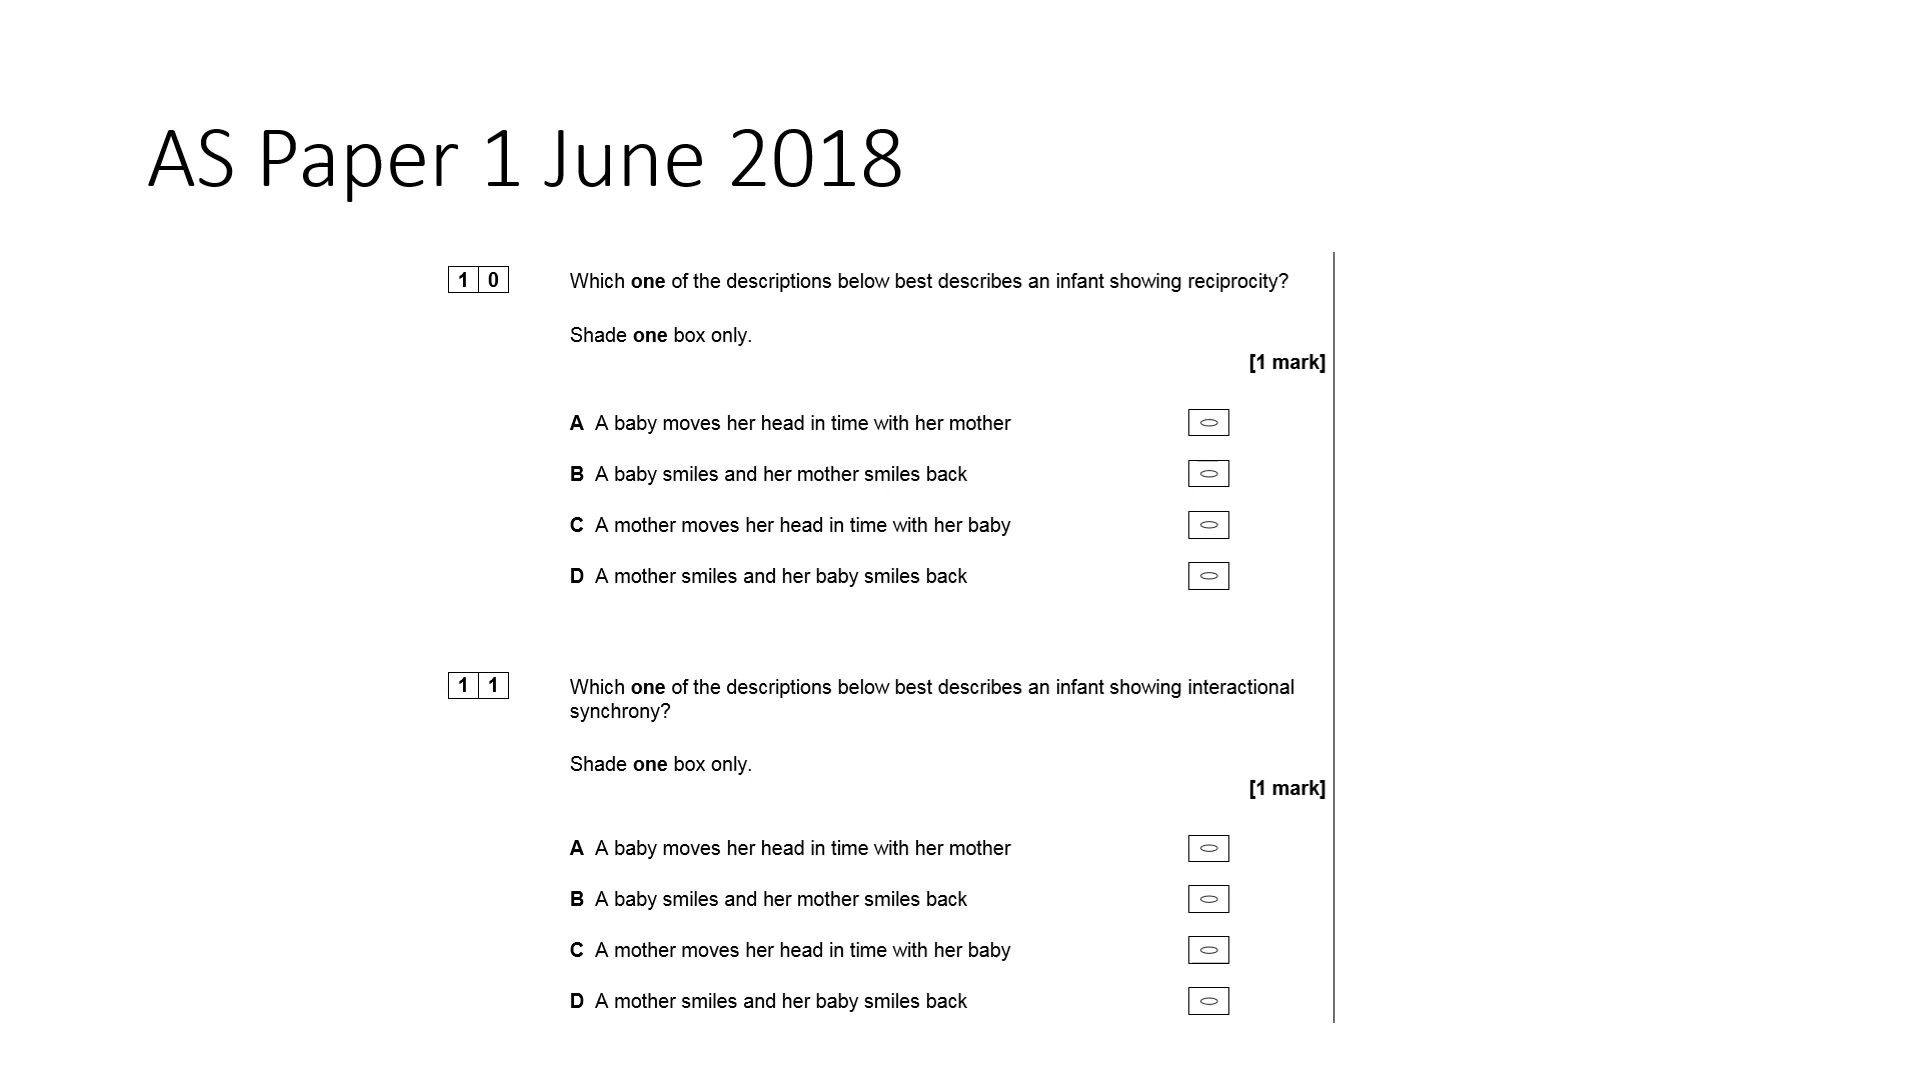 AS Paper 1 June 2018
1 0 Which one of the descriptions below best describes an infant showing reciprocity?
Shade one box only.
[1 mark]
A A baby moves her head in time with her mother
B A baby smiles and her mother smiles back
C A mother moves her head in time with her baby
D A mother smiles and her baby smiles back
1 1 Which one of the descriptions below best describes an infant showing interactional
synchrony?
Shade one box only.
[1 mark]
A A baby moves her head in time with her mother
B A baby smiles and her mother smiles back
C A mother moves her head in time with her baby
D A mother smiles and her baby smiles back